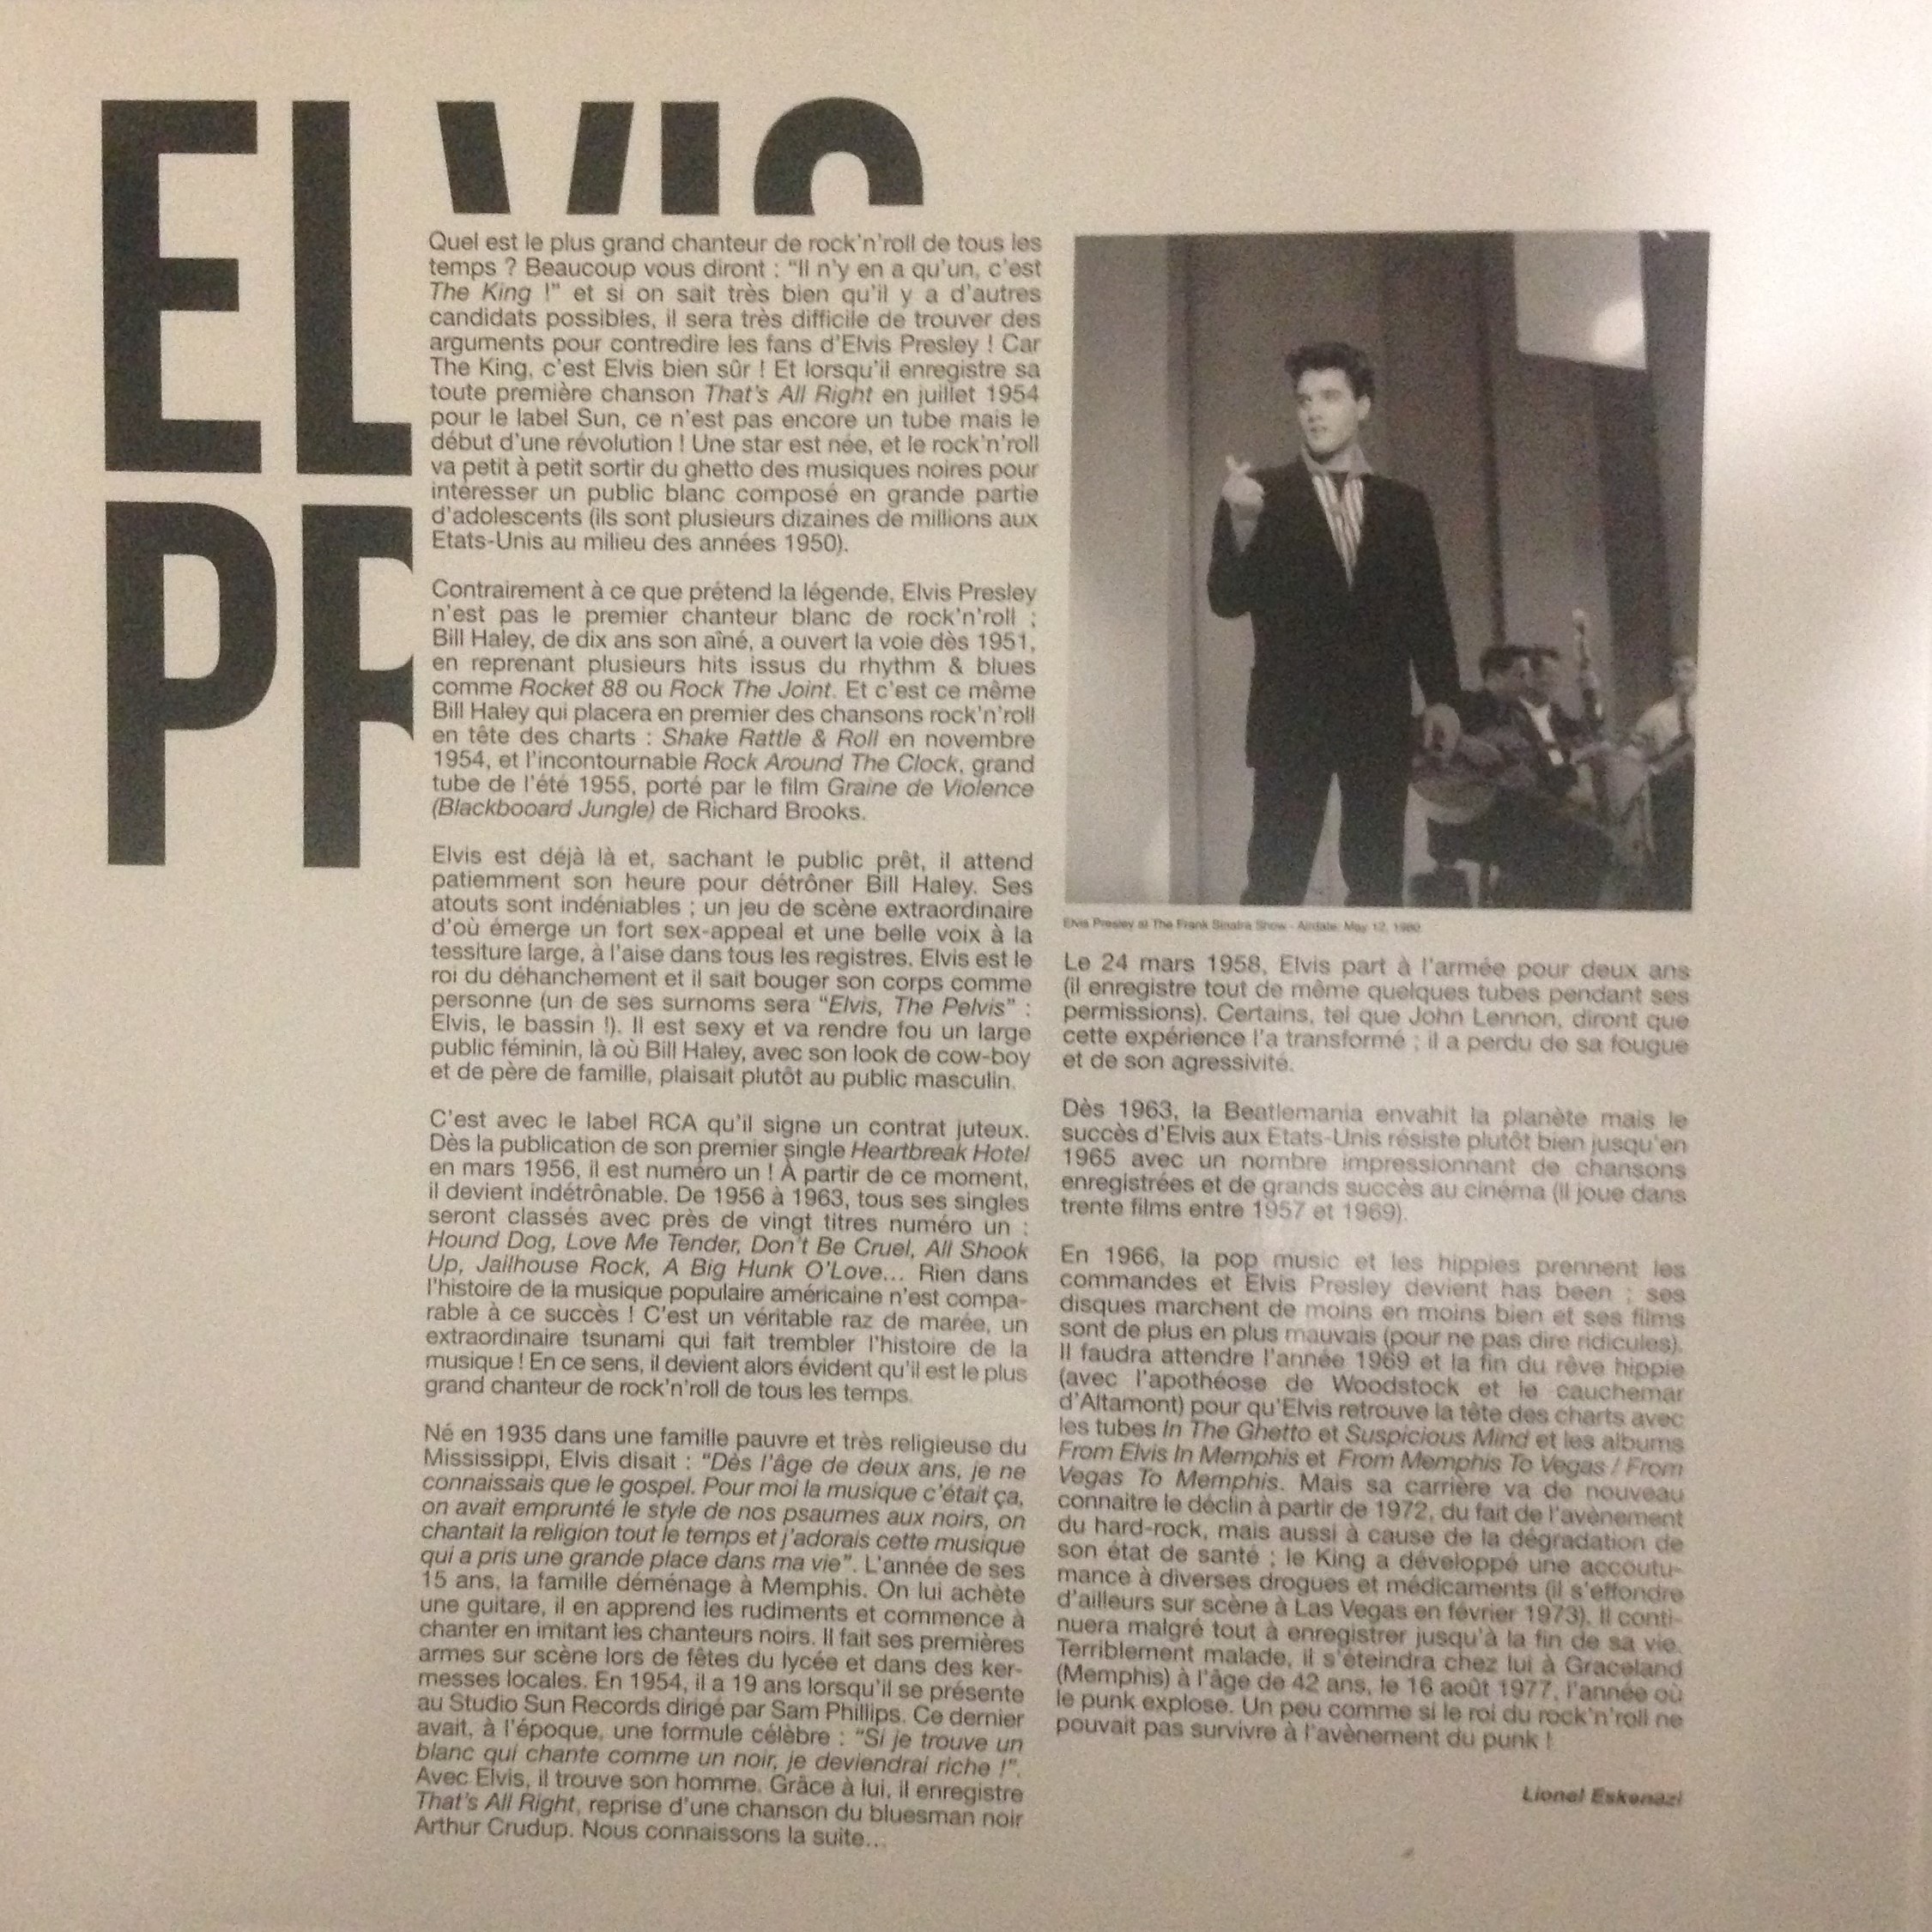 ELVIS
PR
Quel est le plus grand chanteur de rock'n'roll de tous les
temps ? Beaucoup vous diront : “Il n'y en a qu'un, c'est
The King !” et si on sait très bien qu'il y a d'autres
candidats possibles, il sera très difficile de trouver des
arguments pour contredire les fans d'Elvis Presley ! Car
The King, c'est Elvis bien sûr ! Et lorsqu'il enregistre sa
toute première chanson That's All Right en juillet 1954
pour le label Sun, ce n'est pas encore un tube mais le
début d'une révolution ! Une star est née, et le rock'n'roll
va petit à petit sortir du ghetto des musiques noires pour
intéresser un public blanc composé en grande partie
d'adolescents (ils sont plusieurs dizaines de millions aux
Etats-Unis au milieu des années 1950).
Contrairement à ce que prétend la légende, Elvis Presley
n'est pas le premier chanteur blanc de rock'n'roll ;
Bill Haley, de dix ans son aîné, a ouvert la voie dès 1951,
en reprenant plusieurs hits issus du rhythm & blues
comme Rocket 88 ou Rock The Joint. Et c'est ce même
Bill Haley qui placera en premier des chansons rock'n'roll
en tête des charts : Shake Rattle & Roll en novembre
1954, et l'incontournable Rock Around The Clock, grand
tube de l'été 1955, porté par le film Graine de Violence
(Blackbooard Jungle) de Richard Brooks.
Elvis est déjà là et, sachant le public prêt, il attend
patiemment son heure pour détrôner Bill Haley. Ses
atouts sont indéniables ; un jeu de scène extraordinaire
d'où émerge un fort sex-appeal et une belle voix à la
tessiture large, à l'aise dans tous les registres. Elvis est le
roi du déhanchement et il sait bouger son corps comme
personne (un de ses surnoms sera “Elvis, The Pelvis” :
Elvis, le bassin !). Il est sexy et va rendre fou un large
public féminin, là où Bill Haley, avec son look de cow-boy
et de père de famille, plaisait plutôt au public masculin.
C'est avec le label RCA qu'il signe un contrat juteux.
Dès la publication de son premier single Heartbreak Hotel
en mars 1956, il est numéro un ! À partir de ce moment,
il devient indétrônable. De 1956 à 1963, tous ses singles
seront classés avec près de vingt titres numéro un :
Hound Dog, Love Me Tender, Don't Be Cruel, All Shook
Up, Jailhouse Rock, A Big Hunk O'Love... Rien dans
l'histoire de la musique populaire américaine n'est compa-
rable à ce succès ! C'est un véritable raz de marée, un
extraordinaire tsunami qui fait trembler l'histoire de la
musique ! En ce sens, il devient alors évident qu'il est le plus
grand chanteur de rock'n'roll de tous les temps.
Né en 1935 dans une famille pauvre et très religieuse du
Mississippi, Elvis disait : “Dès l'âge de deux ans, je ne
connaissais que le gospel. Pour moi la musique c'était ça,
on avait emprunté le style de nos psaumes aux noirs, on
chantait la religion tout le temps et j'adorais cette musique
qui a pris une grande place dans ma vie”. L'année de ses
15 ans, la famille déménage à Memphis. On lui achète
une guitare, il en apprend les rudiments et commence à
chanter en imitant les chanteurs noirs. Il fait ses premières
armes sur scène lors de fêtes du lycée et dans des ker-
messes locales. En 1954, il a 19 ans lorsqu'il se présente
au Studio Sun Records dirigé par Sam Phillips. Ce dernier
avait, à l'époque, une formule célèbre : “Si je trouve un
blanc qui chante comme un noir, je deviendrai riche !”.
Avec Elvis, il trouve son homme. Grâce à lui, il enregistre
That's All Right, reprise d'une chanson du bluesman noir
Arthur Crudup. Nous connaissons la suite...
Elvis Presley at The Frank Sinatra Show - Airdate: May 12, 1960
Le 24 mars 1958, Elvis part à l'armée pour deux ans
(il enregistre tout de même quelques tubes pendant ses
permissions). Certains, tel que John Lennon, diront que
cette expérience l'a transformé ; il a perdu de sa fougue
et de son agressivité.
Dès 1963, la Beatlemania envahit la planète mais le
succès d'Elvis aux Etats-Unis résiste plutôt bien jusqu'en
1965 avec un nombre impressionnant de chansons
enregistrées et de grands succès au cinéma (il joue dans
trente films entre 1957 et 1969).
En 1966, la pop music et les hippies prennent les
commandes et Elvis Presley devient has been ; ses
disques marchent de moins en moins bien et ses films
sont de plus en plus mauvais (pour ne pas dire ridicules).
Il faudra attendre l'année 1969 et la fin du rêve hippie
(avec l'apothéose de Woodstock et le cauchemar
d'Altamont) pour qu'Elvis retrouve la tête des charts avec
les tubes In The Ghetto et Suspicious Mind et les albums
From Elvis In Memphis et From Memphis To Vegas / From
Vegas To Memphis. Mais sa carrière va de nouveau
connaitre le déclin à partir de 1972, du fait de l'avènement
du hard-rock, mais aussi à cause de la dégradation de
son état de santé ; le King a développé une accoutu-
mance à diverses drogues et médicaments (il s'effondre
d'ailleurs sur scène à Las Vegas en février 1973). Il conti-
nuera malgré tout à enregistrer jusqu'à la fin de sa vie.
Terriblement malade, il s'éteindra chez lui à Graceland
(Memphis) à l'âge de 42 ans, le 16 août 1977, l'année où
le punk explose. Un peu comme si le roi du rock'n'roll ne
pouvait pas survivre à l'avènement du punk !
Lionel Eskenazi